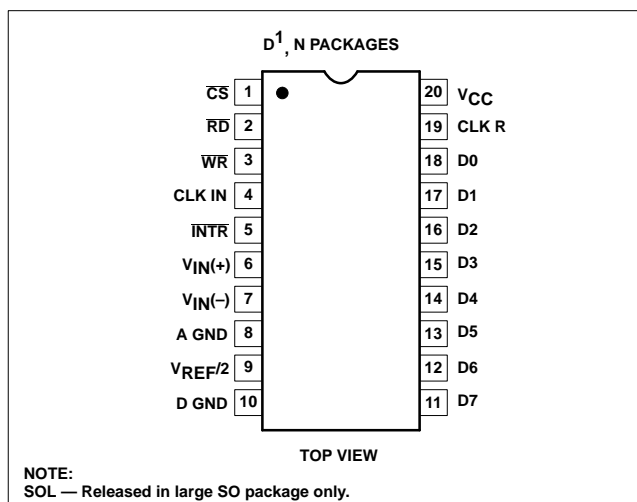 D1, N PACKAGES
CS 1 20 VCC
RD 2 19 CLK R
WR 3 18 D0
CLK IN 4 17 D1
INTR 5 16 D2
VIN(+) 6 15 D3
VIN(–) 7 14 D4
A GND 8 13 D5
VREF/2 9 12 D6
D GND 10 11 D7
TOP VIEW
NOTE:
SOL — Released in large SO package only.